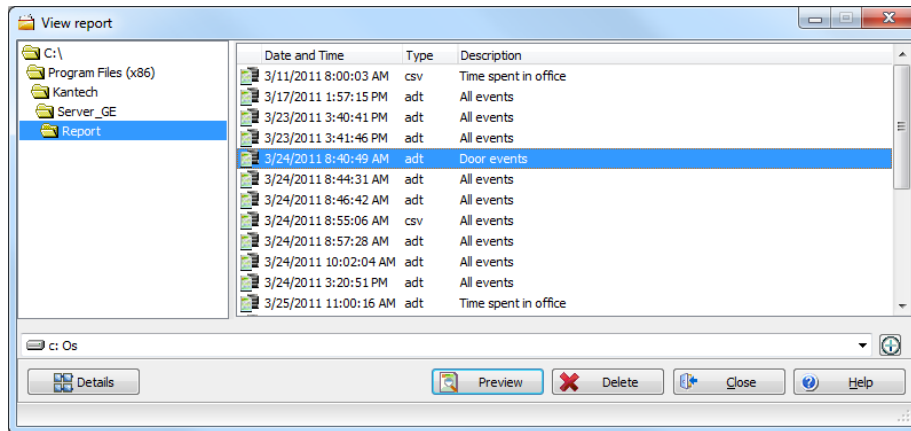 View report
C:\
Program Files (x86)
Kantech
Server_GE
Report
Date and Time Type Description
3/11/2011 8:00:03 AM csv Time spent in office
3/17/2011 1:57:15 PM adt All events
3/23/2011 3:40:41 PM adt All events
3/23/2011 3:41:46 PM adt All events
3/24/2011 8:40:49 AM adt Door events
3/24/2011 8:44:31 AM adt All events
3/24/2011 8:46:42 AM adt All events
3/24/2011 8:55:06 AM csv All events
3/24/2011 8:57:28 AM adt All events
3/24/2011 10:02:04 AM adt All events
3/24/2011 3:20:51 PM adt All events
3/25/2011 11:00:16 AM adt Time spent in office
c: Os
Details Preview Delete Close Help